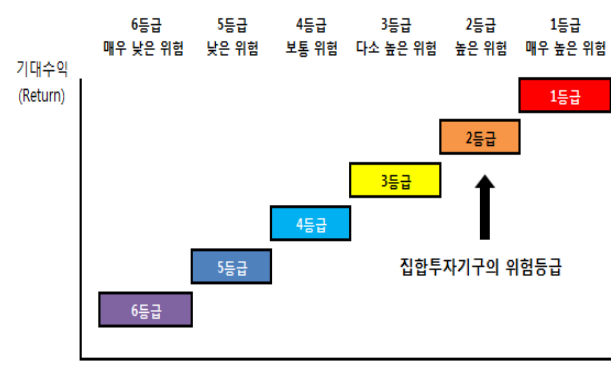 6등급 5등급 4등급 3등급 2등급 1등급
매우 낮은 위험 낮은 위험 보통 위험 다소 높은 위험 높은 위험 매우 높은 위험
기대수익
(Return)
1등급
2등급
3등급
4등급
5등급
집합투자기구의 위험등급
6등급